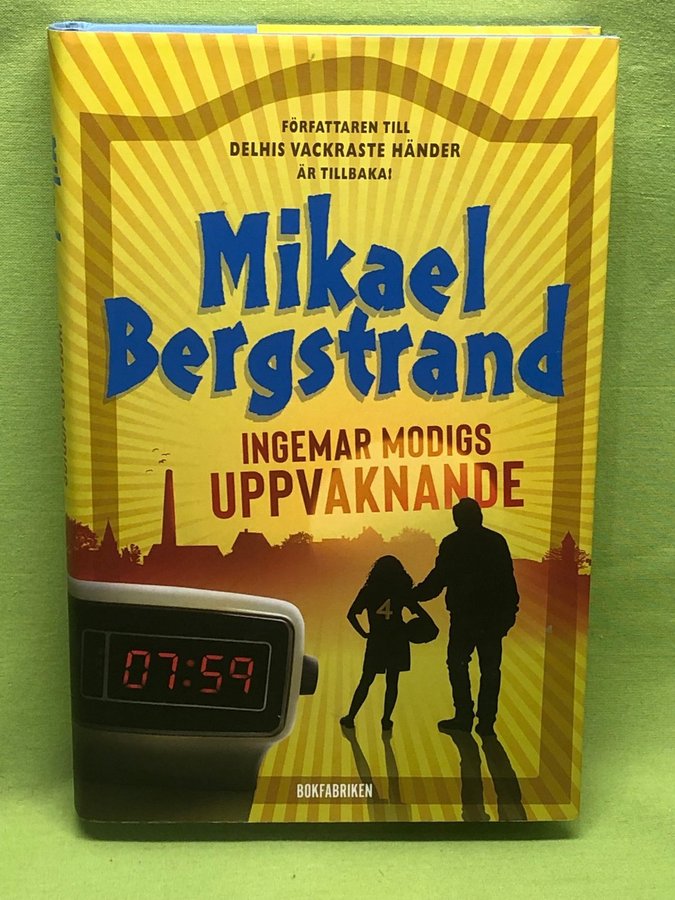 FÖRFATTAREN TILL
DELHIS VACKRASTE HÄNDER
ÄR TILLBAKA!
Mikael
Bergstrand
INGEMAR MODIGS
UPPVAKNANDE
4
07:59
BOKFABRIKEN